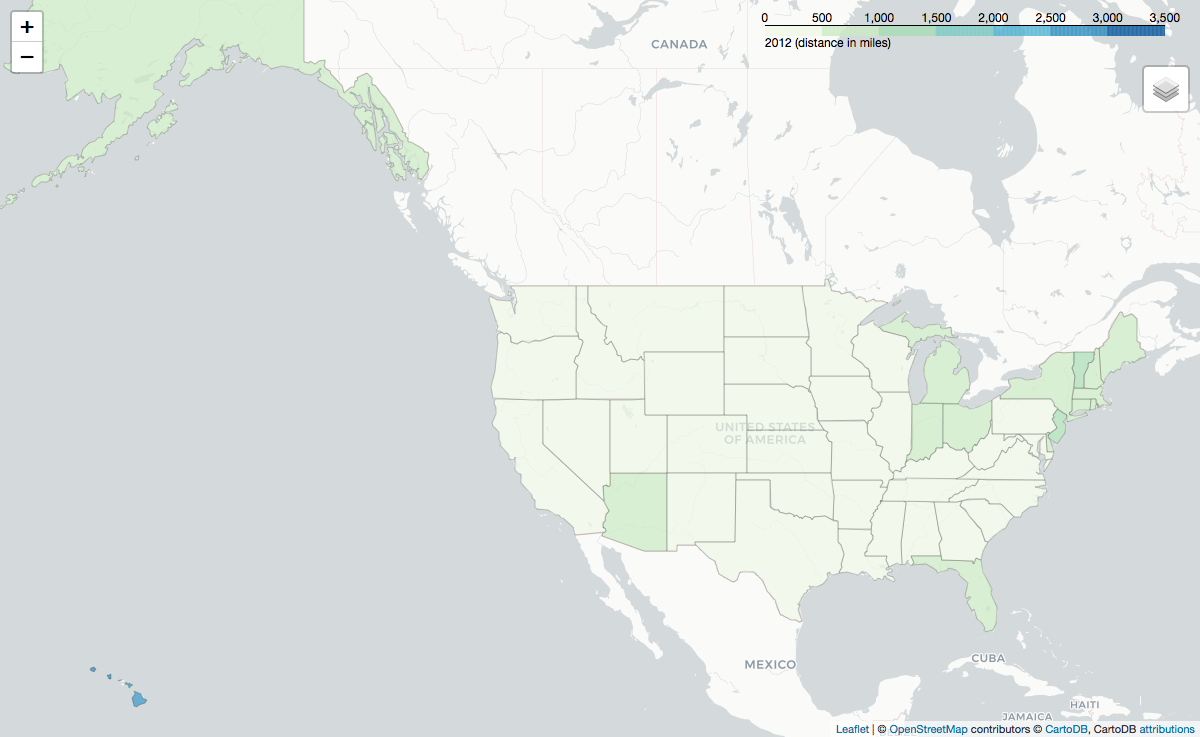 +
−
0 500 1,000 1,500 2,000 2,500 3,000 3,500
2012 (distance in miles)
CANADA
UNITED STATES
OF AMERICA
MEXICO
CUBA
HAITI
JAMAICA
Leaflet | © OpenStreetMap contributors © CartoDB, CartoDB attributions